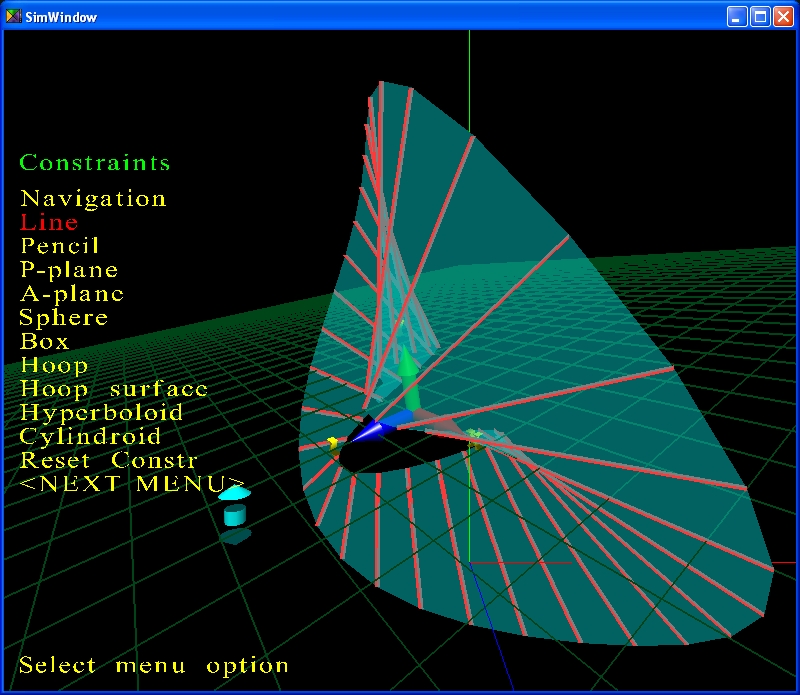 SimWindow
Constraints
Navigation
Line
Pencil
P-plane
A-plane
Sphere
Box
Hoop
Hoop surface
Hyperboloid
Cylindroid
Reset Constr
<NEXT MENU>
Select menu option